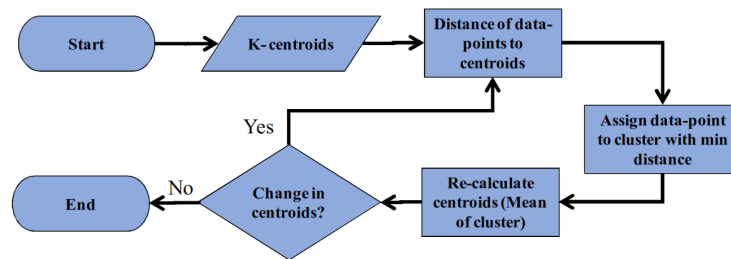 Start
K- centroids
Distance of data-
points to
centroids
Assign data-point
to cluster with min
distance
Re-calculate
centroids (Mean
of cluster)
Change in
centroids?
Yes
No
End